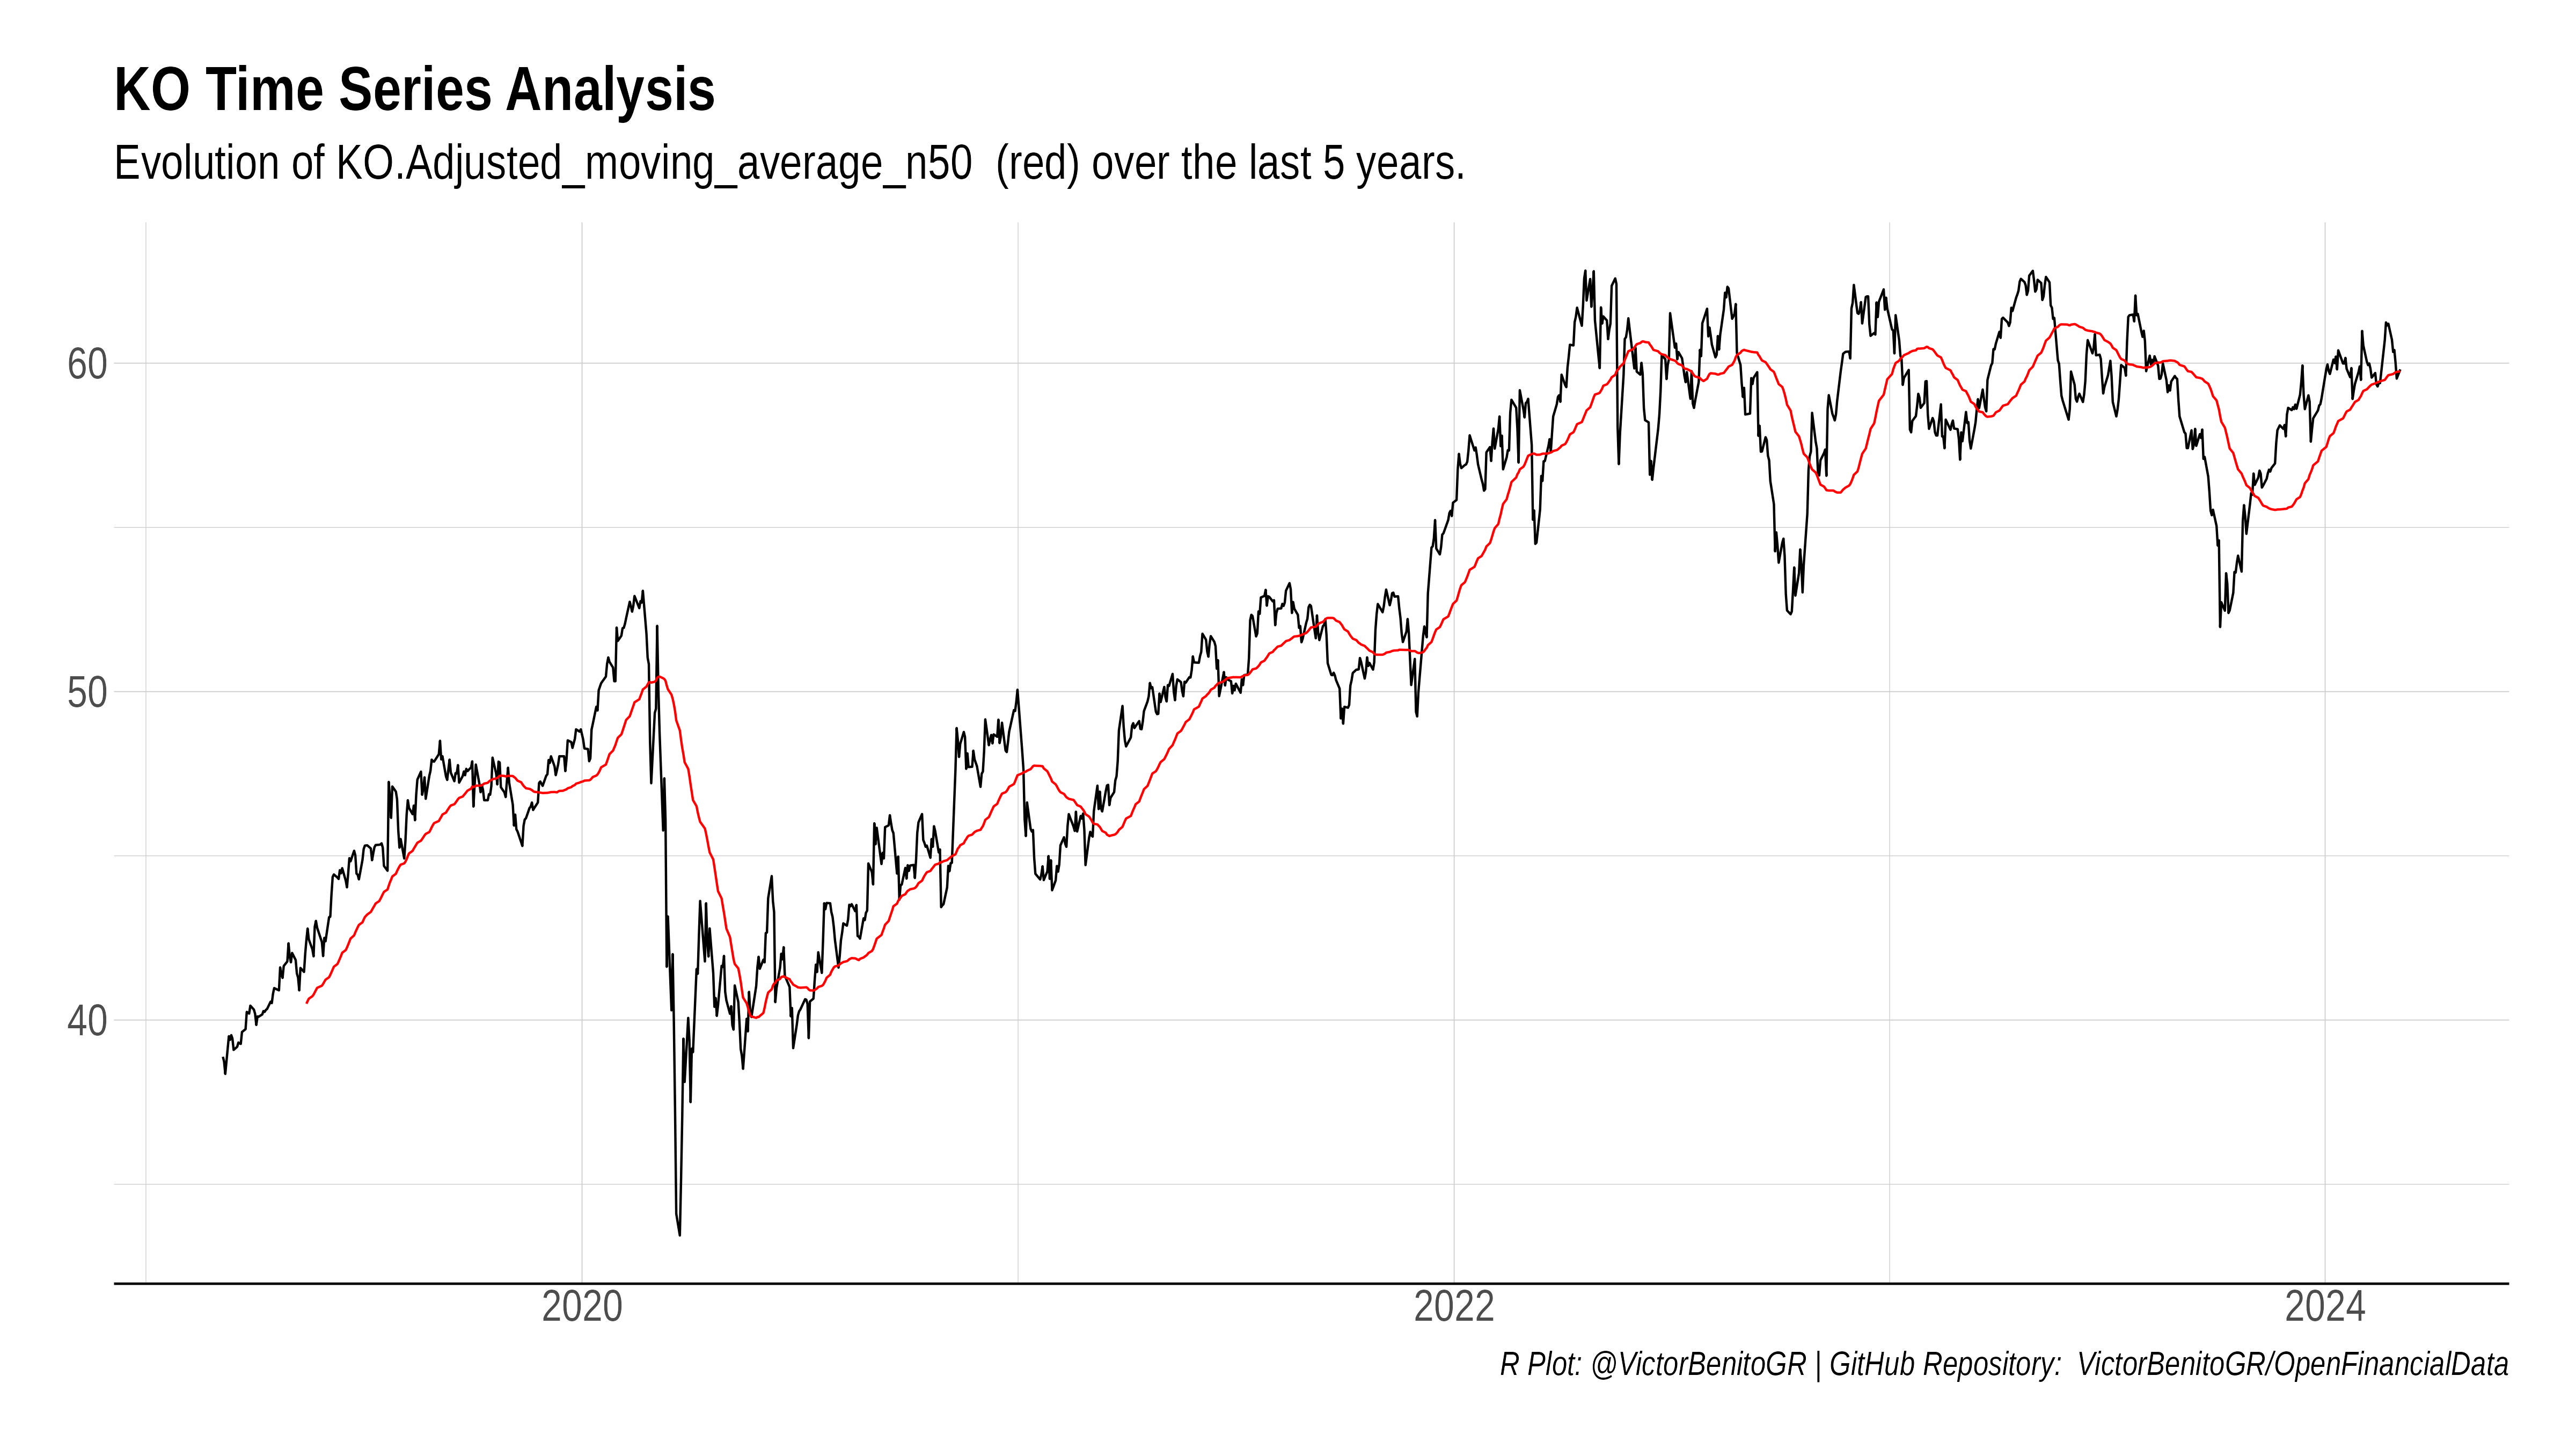 KO Time Series Analysis
Evolution of KO.Adjusted_moving_average_n50  (red) over the last 5 years.
60
50
40
2020 2022 2024
R Plot: @VictorBenitoGR | GitHub Repository:  VictorBenitoGR/OpenFinancialData